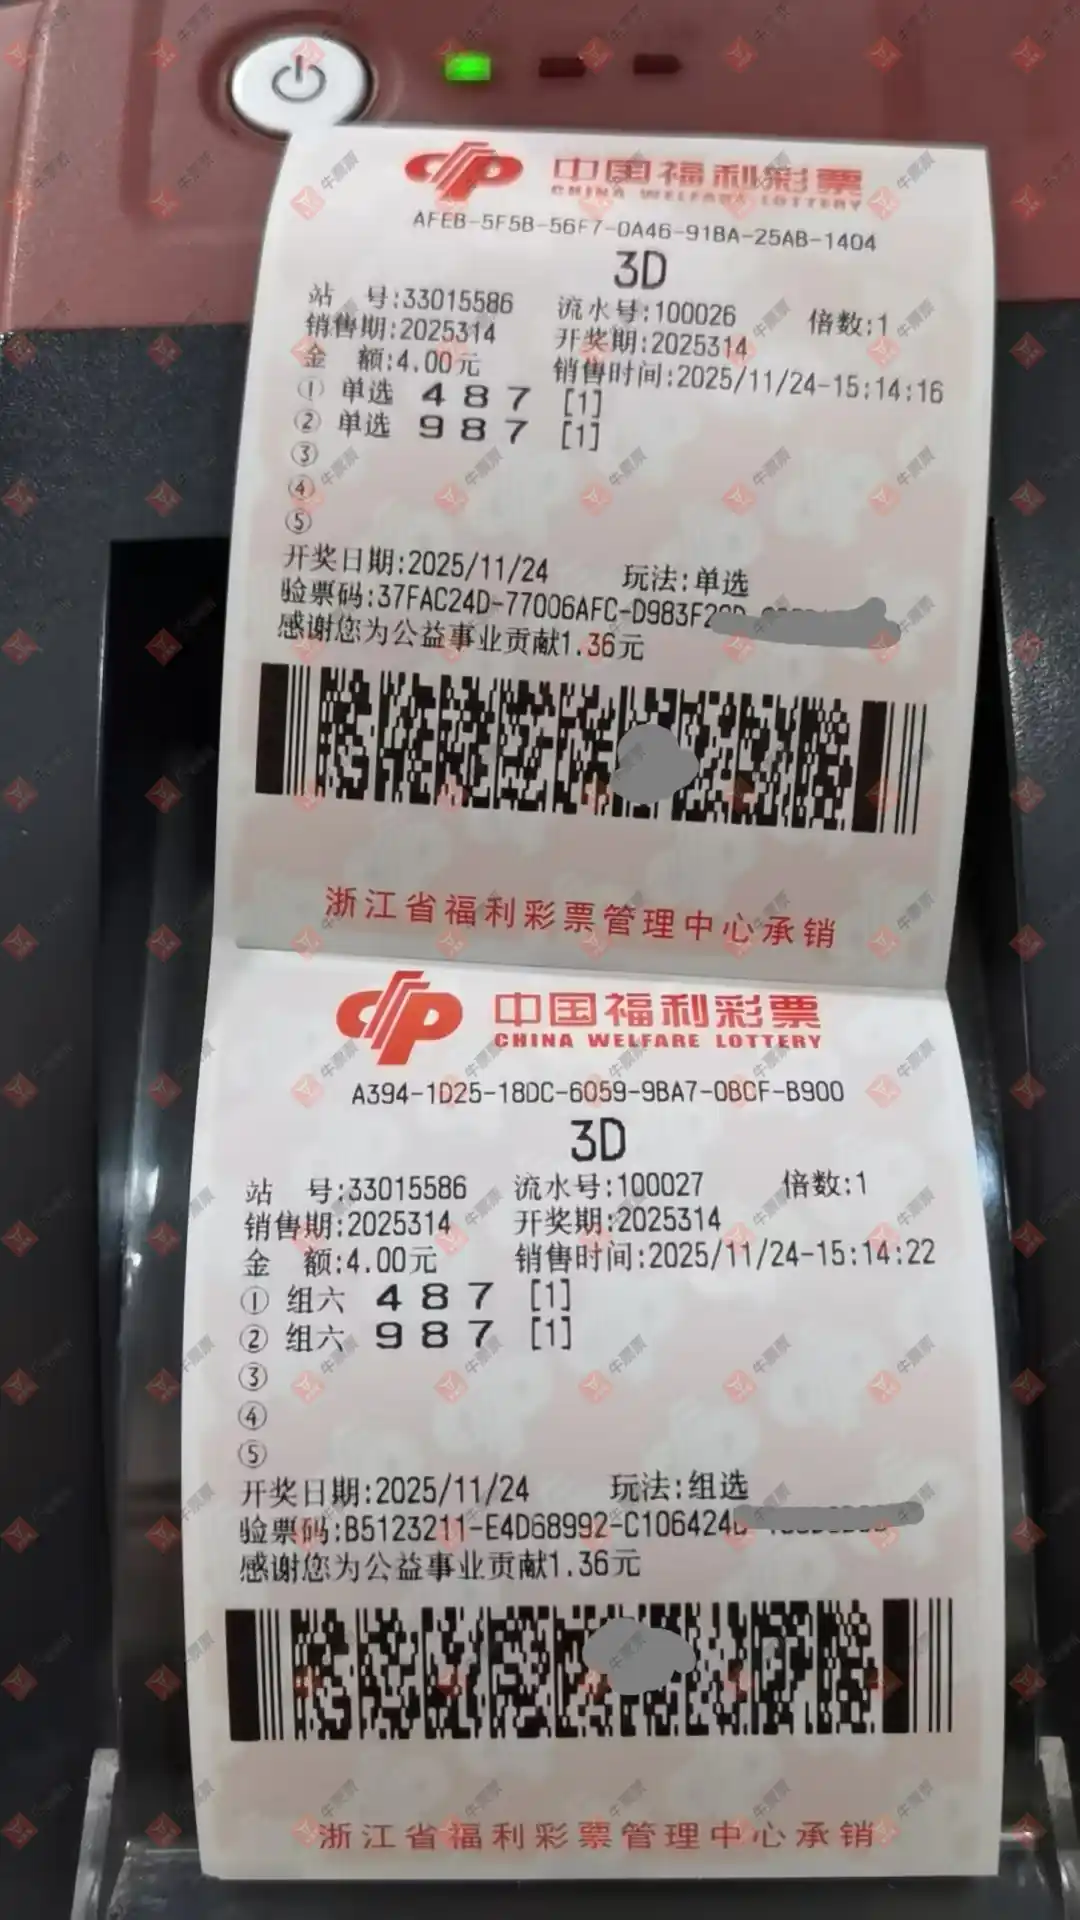 中国福利彩票
CHINA WELFARE LOTTERY
AFEB-5F5B-56F7-0A46-91BA-25AB-1404
3D
站 号:33015586 流水号:100026 倍数:1
销售期:2025314 开奖期:2025314
金 额:4.00元 销售时间:2025/11/24-15:14:16
① 单选 4 8 7 [1]
② 单选 9 8 7 [1]
③
④
⑤
开奖日期:2025/11/24 玩法:单选
验票码:37FAC24D-77006AFC-D983F2
感谢您为公益事业贡献1.36元
浙江省福利彩票管理中心承销
中国福利彩票
CHINA WELFARE LOTTERY
A394-1D25-18DC-6059-9BA7-0BCF-B900
3D
站 号:33015586 流水号:100027 倍数:1
销售期:2025314 开奖期:2025314
金 额:4.00元 销售时间:2025/11/24-15:14:22
① 组六 4 8 7 [1]
② 组六 9 8 7 [1]
③
④
⑤
开奖日期:2025/11/24 玩法:组选
验票码:B5123211-E4D68992-C106424
感谢您为公益事业贡献1.36元
浙江省福利彩票管理中心承销
牛票票